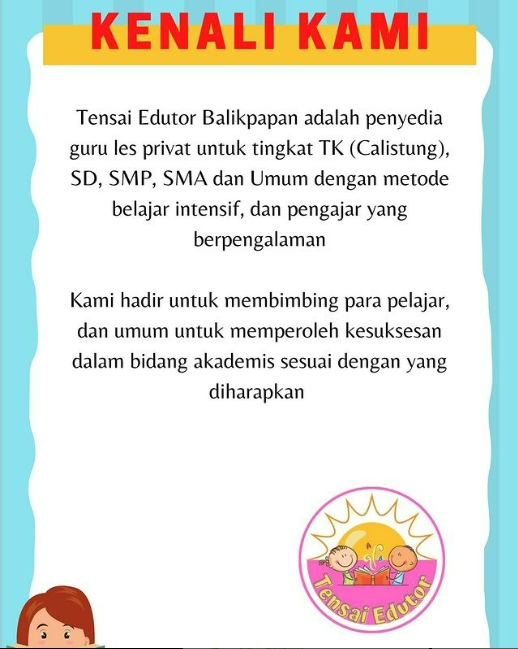 KENALI KAMI
Tensai Edutor Balikpapan adalah penyedia
guru les privat untuk tingkat TK (Calistung),
SD, SMP, SMA dan Umum dengan metode
belajar intensif, dan pengajar yang
berpengalaman
Kami hadir untuk membimbing para pelajar,
dan umum untuk memperoleh kesuksesan
dalam bidang akademis sesuai dengan yang
diharapkan
Tensai Edutor